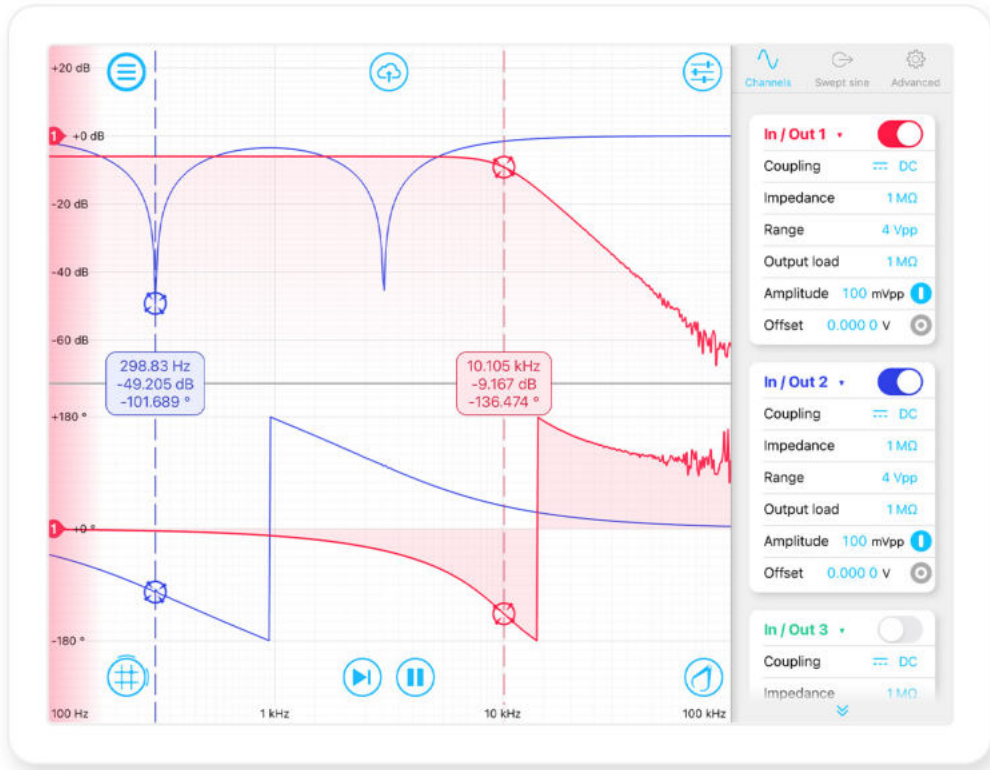 +20 dB
1 +0 dB
-20 dB
-40 dB
-60 dB
298.83 Hz
-49.205 dB
-101.689 °
10.105 kHz
-9.167 dB
-136.474 °
+180 °
1 +0 °
-180 °
100 Hz 1 kHz 10 kHz 100 kHz
Channels Swept sine Advanced
In / Out 1
Coupling DC
Impedance 1 MΩ
Range 4 Vpp
Output load 1 MΩ
Amplitude 100 mVpp
Offset 0.000 0 V
In / Out 2
Coupling DC
Impedance 1 MΩ
Range 4 Vpp
Output load 1 MΩ
Amplitude 100 mVpp
Offset 0.000 0 V
In / Out 3
Coupling DC
Impedance 1 MΩ